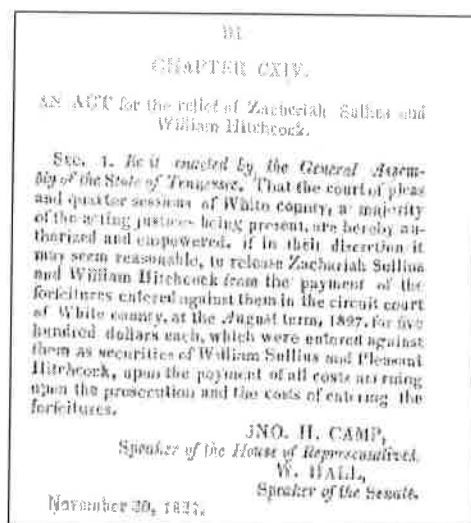 CHAPTER CXIV.
AN ACT for the relief of Zachariah Sullins and
William Hitchcock.
SEC. 1. Be it enacted by the General Assem-
bly of the State of Tennessee. That the court of pleas
and quarter sessions of White county, a majority
of the acting justices being present, are hereby au-
thorized and empowered, if in their discretion it
may seem reasonable, to release Zachariah Sullins
and William Hitchcock from the payment of the
forfeitures entered against them in the circuit court
of White county, at the August term, for five
hundred dollars each, which were entered against
them as securities of William Sullins and Pleasant
Hitchcock, upon the payment of all costs accruing
upon the prosecution and the costs of entering the
forfeitures.
JNO. H. CAMP,
Speaker of the House of Representatives.
W. HALL,
Speaker of the Senate.
November 20, 1827.